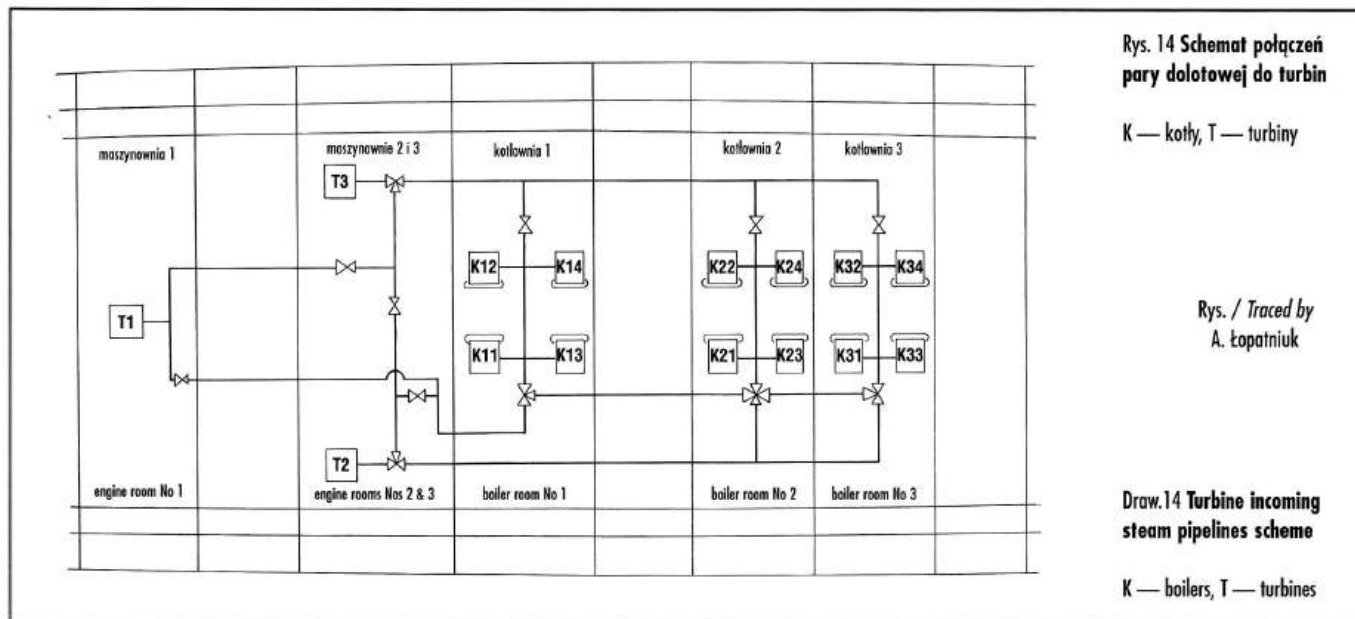 Rys. 14 Schemat połączeń
pary dolotowej do turbin
K — kotły, T — turbiny
maszynownia 1
maszynownie 2 i 3
kotłownia 1
kotłownia 2
kotłownia 3
T3
K12
K14
K22
K24
K32
K34
T1
K11
K13
K21
K23
K31
K33
T2
engine room No 1
engine rooms Nos 2 & 3
boiler room No 1
boiler room No 2
boiler room No 3
Rys. / Traced by
A. Łopatniuk
Draw.14 Turbine incoming
steam pipelines scheme
K — boilers, T — turbines